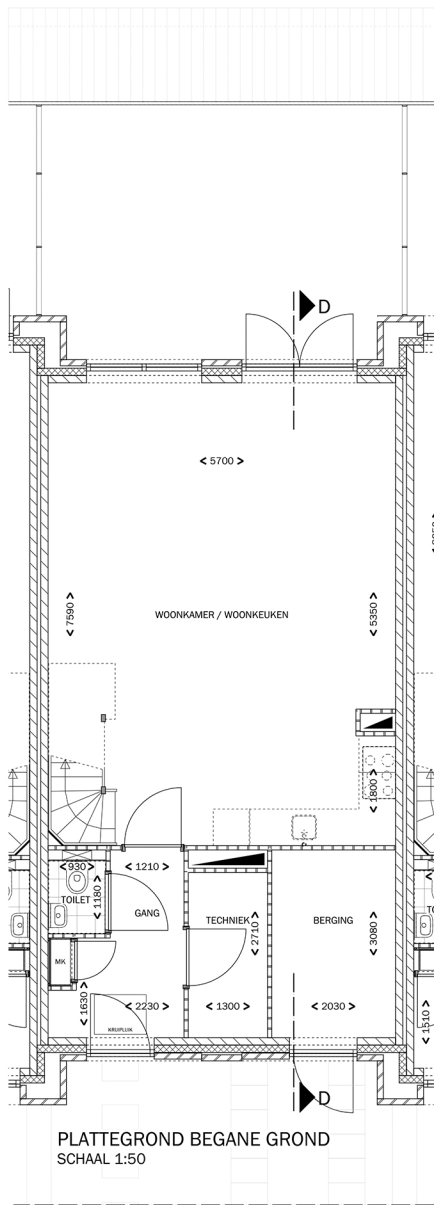 D
< 5700 >
< 7590 >
WOONKAMER / WOONKEUKEN
< 5350 >
< 1800 >
< 930 >
< 1210 >
TOILET
< 1180 >
GANG
TECHNIEK
< 2710 >
BERGING
< 3080 >
MK
< 1630 >
< 2230 >
< 1300 >
< 2030 >
< 1510 >
KRUIPLUIK
D
PLATTEGROND BEGANE GROND
SCHAAL 1:50